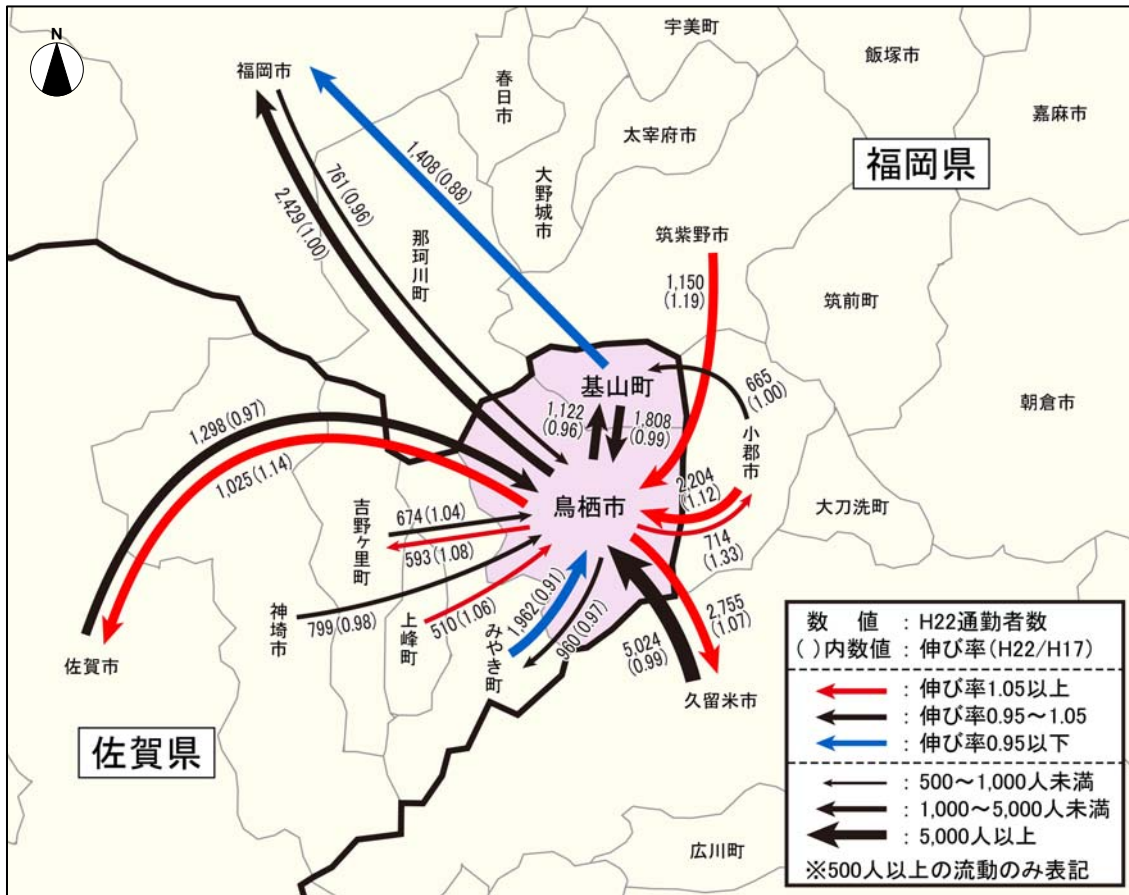 N
宇美町
飯塚市
福岡市
春日市
嘉麻市
太宰府市
福岡県
1,408(0.88)
大野城市
761(0.96)
2,429(1.00)
那珂川町
筑紫野市
1,150
(1.19)
筑前町
基山町
665
(1.00)
朝倉市
1,122
(0.96)
1,808
(0.99)
小郡市
1,298(0.97)
1,025(1.14)
2,204
(1.12)
鳥栖市
大刀洗町
吉野ヶ里町
674(1.04)
593(1.08)
714
(1.33)
神埼市
799(0.98)
上峰町
510(1.06)
みやき町
1,962(0.91)
960(0.97)
2,755
(1.07)
5,024
(0.99)
佐賀市
久留米市
佐賀県
広川町
数 値 : H22通勤者数
( )内数値 : 伸び率(H22/H17)
: 伸び率1.05以上
: 伸び率0.95～1.05
: 伸び率0.95以下
: 500～1,000人未満
: 1,000～5,000人未満
: 5,000人以上
※500人以上の流動のみ表記